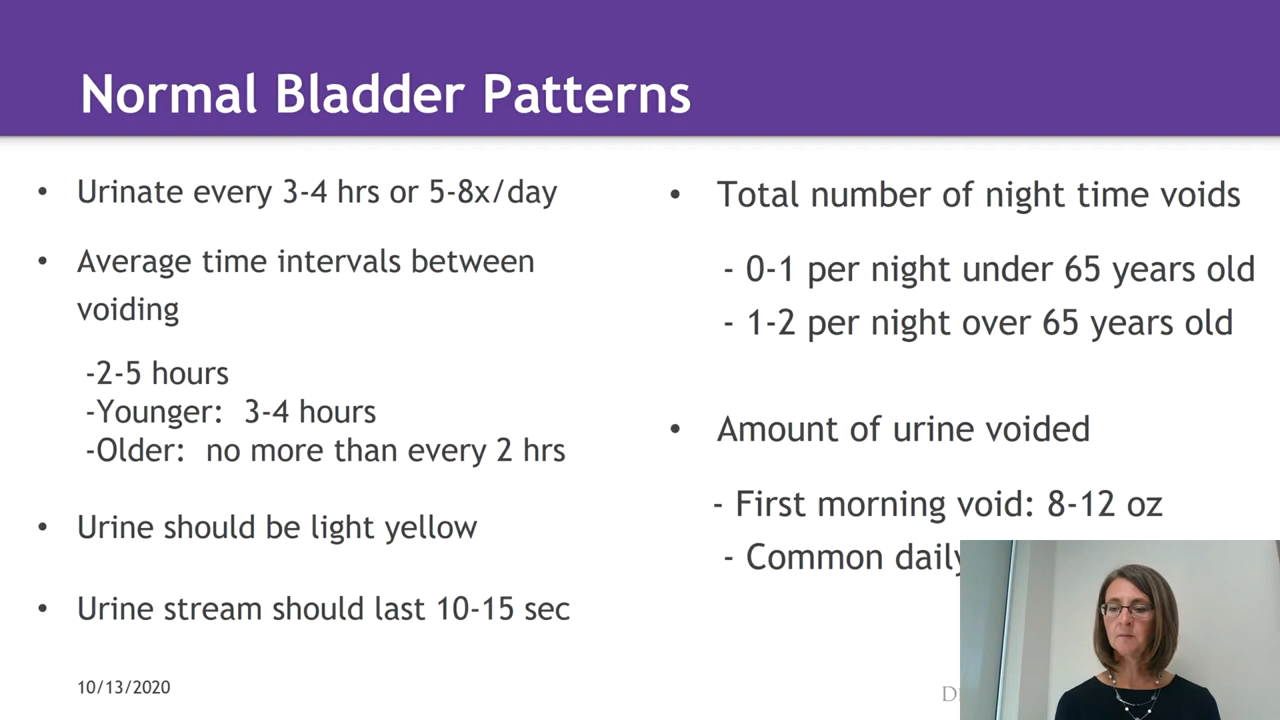 Normal Bladder Patterns
• Urinate every 3-4 hrs or 5-8x/day
• Average time intervals between
voiding
-2-5 hours
-Younger: 3-4 hours
-Older: no more than every 2 hrs
• Urine should be light yellow
• Urine stream should last 10-15 sec
• Total number of night time voids
- 0-1 per night under 65 years old
- 1-2 per night over 65 years old
• Amount of urine voided
- First morning void: 8-12 oz
- Common daily
10/13/2020